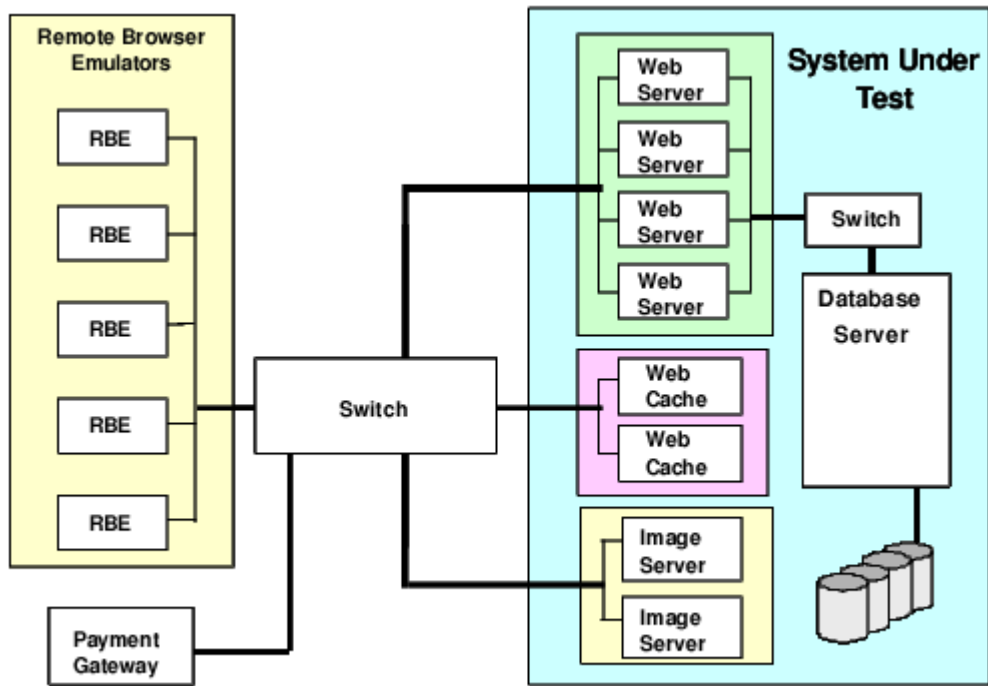 Remote Browser
Emulators
RBE
RBE
RBE
RBE
RBE
Payment
Gateway
Switch
System Under
Test
Web
Server
Web
Server
Web
Server
Web
Server
Web
Cache
Web
Cache
Image
Server
Image
Server
Switch
Database
Server